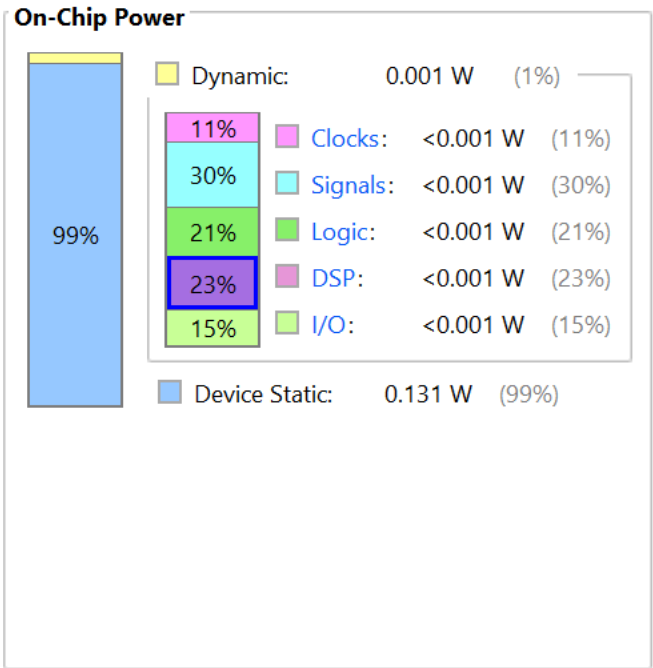 On-Chip Power
Dynamic: 0.001 W (1%)
11% Clocks: <0.001 W (11%)
30% Signals: <0.001 W (30%)
99% 21% Logic: <0.001 W (21%)
23% DSP: <0.001 W (23%)
15% I/O: <0.001 W (15%)
Device Static: 0.131 W (99%)